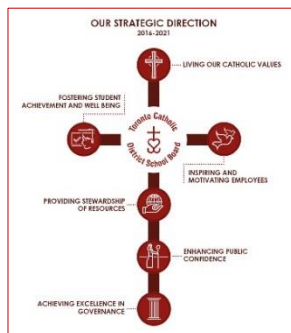 OUR STRATEGIC DIRECTION
2016-2021
LIVING OUR CATHOLIC VALUES
FOSTERING STUDENT
ACHIEVEMENT AND WELL BEING
Toronto Catholic
District School Board
INSPIRING AND
MOTIVATING EMPLOYEES
PROVIDING STEWARDSHIP
OF RESOURCES
ENHANCING PUBLIC
CONFIDENCE
ACHIEVING EXCELLENCE IN
GOVERNANCE